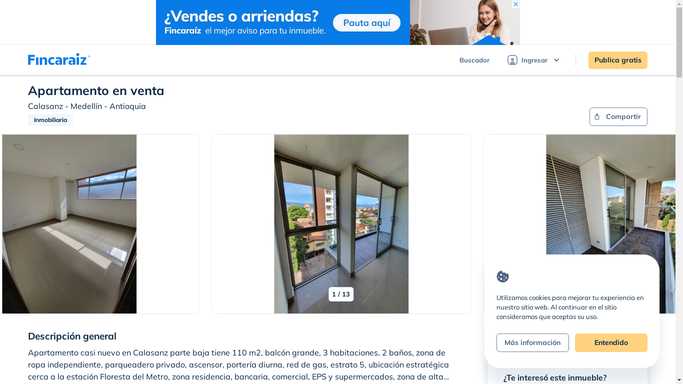 ¿Vendes o arriendas?
Fincaraíz el mejor aviso para tu inmueble.
Pauta aquí
Fincaraíz
Buscador
Ingresar
Publica gratis
Apartamento en venta
Calasanz - Medellín - Antioquia
Inmobiliaria
Compartir
1 / 13
Utilizamos cookies para mejorar tu experiencia en
nuestro sitio web. Al continuar en el sitio
consideramos que aceptas su uso.
Más información
Entendido
Descripción general
Apartamento casi nuevo en Calasanz parte baja tiene 110 m2, balcón grande, 3 habitaciones, 2 baños, zona de
ropa independiente, parqueadero privado, ascensor, portería diurna, red de gas, estrato 5, ubicación estratégica
cerca a la estación Floresta del Metro, zona residencia, bancaria, comercial, EPS y supermercados, zona de alta...
¿Te interesó este inmueble?